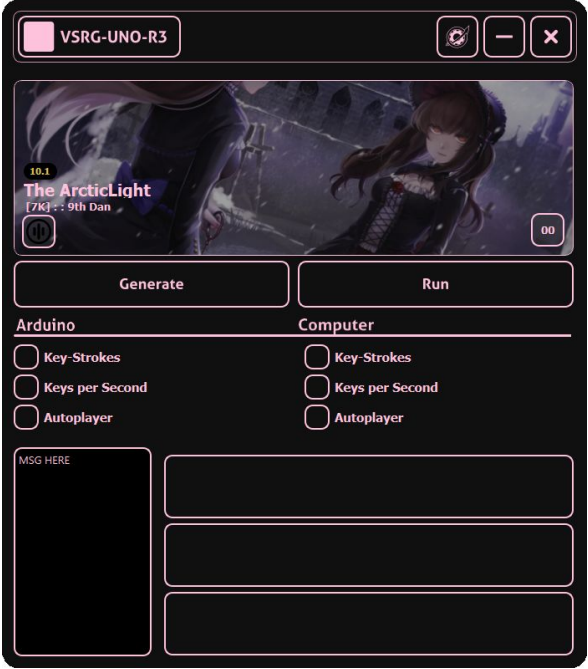 VSRG-UNO-R3
10.1
The ArcticLight
[7K] : : 9th Dan
00
Generate
Run
Arduino
Computer
Key-Strokes
Key-Strokes
Keys per Second
Keys per Second
Autoplayer
Autoplayer
MSG HERE